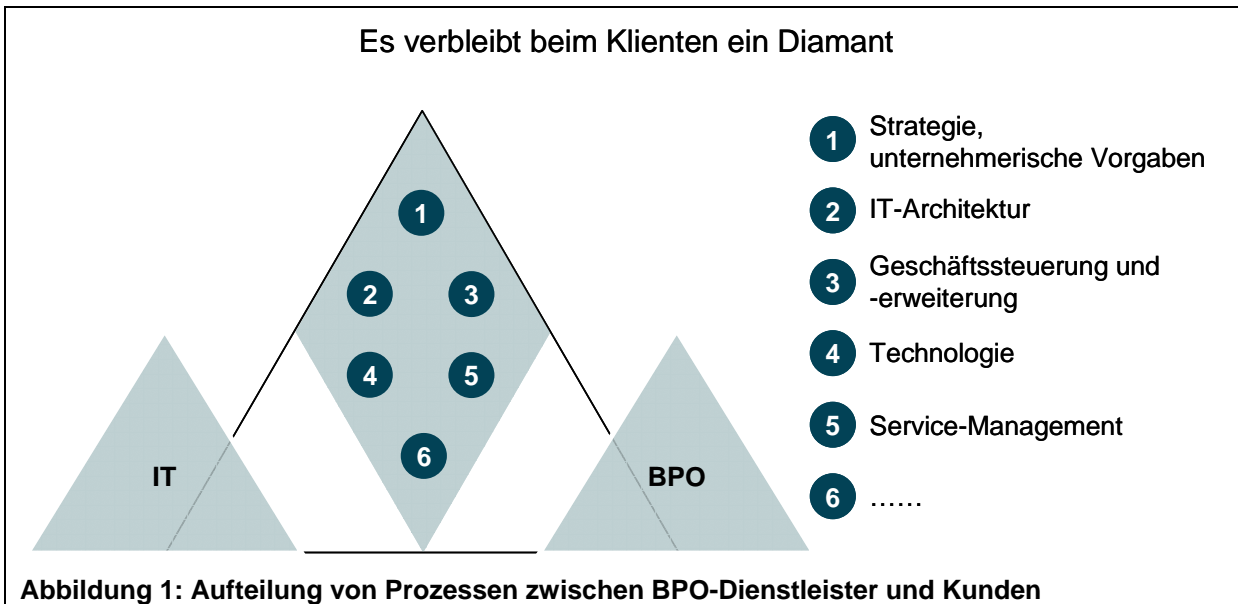 Es verbleibt beim Klienten ein Diamant
1
2
3
4
5
6
IT
BPO
1 Strategie,
unternehmerische Vorgaben
2 IT-Architektur
3 Geschäftssteuerung und
-erweiterung
4 Technologie
5 Service-Management
6 ……
Abbildung 1: Aufteilung von Prozessen zwischen BPO-Dienstleister und Kunden